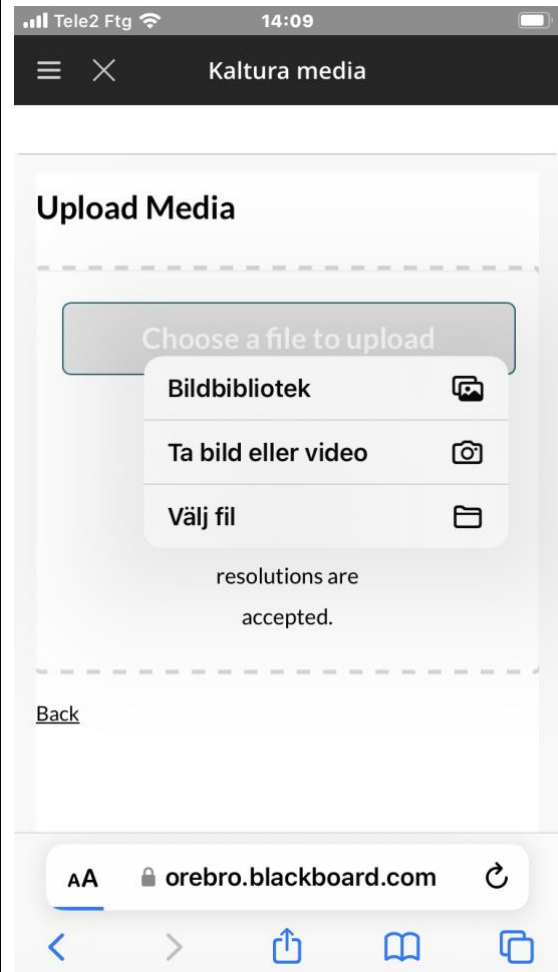 Tele2 Ftg 14:09
Kaltura media
Upload Media
Choose a file to upload
Bildbibliotek
Ta bild eller video
Välj fil
resolutions are
accepted.
Back
AA orebro.blackboard.com